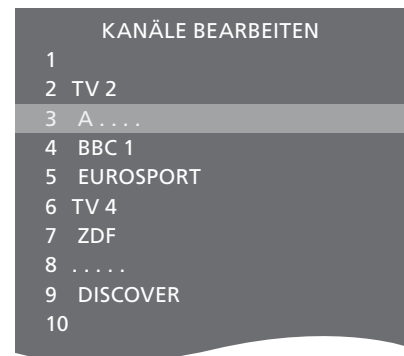 KANÄLE BEARBEITEN
1
2 TV 2
3 A . . . .
4 BBC 1
5 EUROSPORT
6 TV 4
7 ZDF
8 . . . . .
9 DISCOVER
10